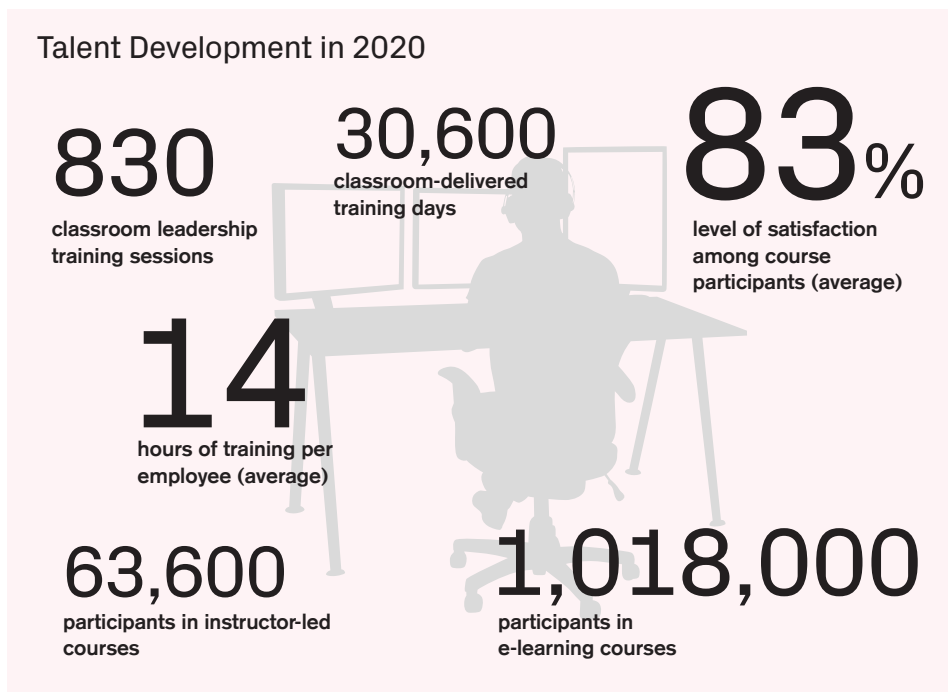 Talent Development in 2020
830
classroom leadership
training sessions
30,600
classroom-delivered
training days
83%
level of satisfaction
among course
participants (average)
14
hours of training per
employee (average)
63,600
participants in instructor-led
courses
1,018,000
participants in
e-learning courses